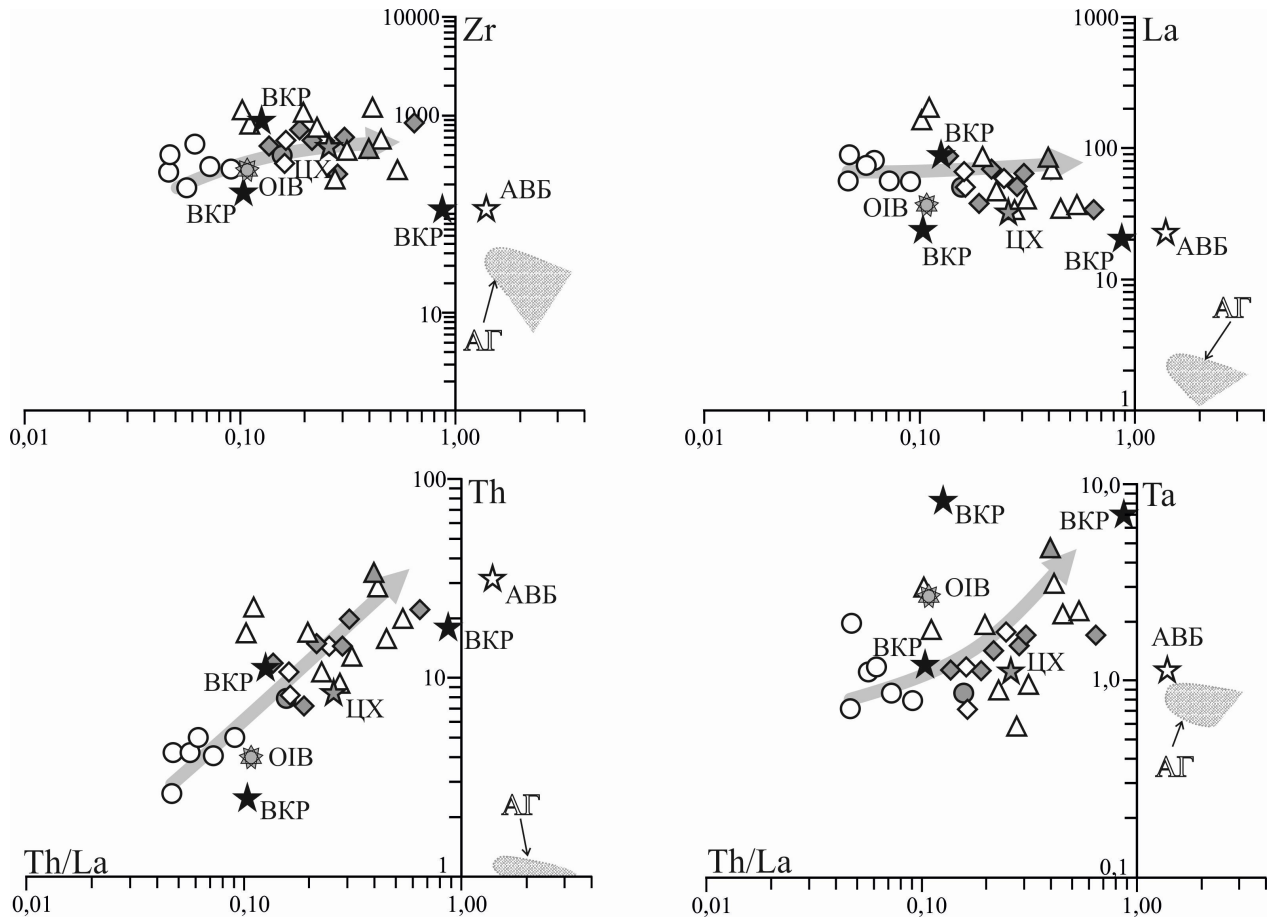 10000 Zr
1000
ВКР
ЦХ
OIB
ВКР
АВБ
ВКР
10
АГ
0,01 0,10 1,00
1000 La
100
ВКР
OIB
ЦХ
ВКР
ВКР
АВБ
10
АГ
1
0,01 0,10 1,00
100 Th
АВБ
ВКР
ВКР
10
ЦХ
OIB
ВКР
АГ
Th/La 1
0,01 0,10 1,00
10,0 Ta
ВКР
ВКР
OIB
ВКР
АВБ
ЦХ
1,0
АГ
Th/La 0,1
0,01 0,10 1,00